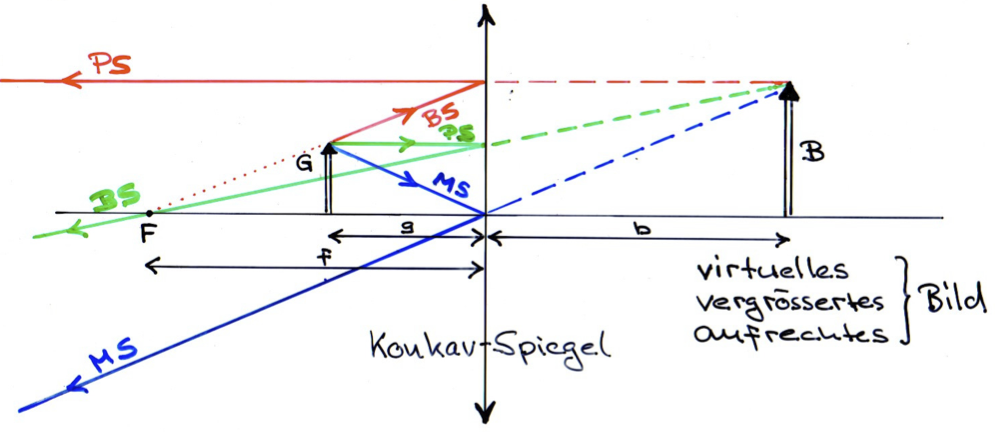 PS
BS
PS
G
MS
B
BS
F
g
b
f
virtuelles
vergrössertes
aufrechtes
Bild
Konkav-Spiegel
MS